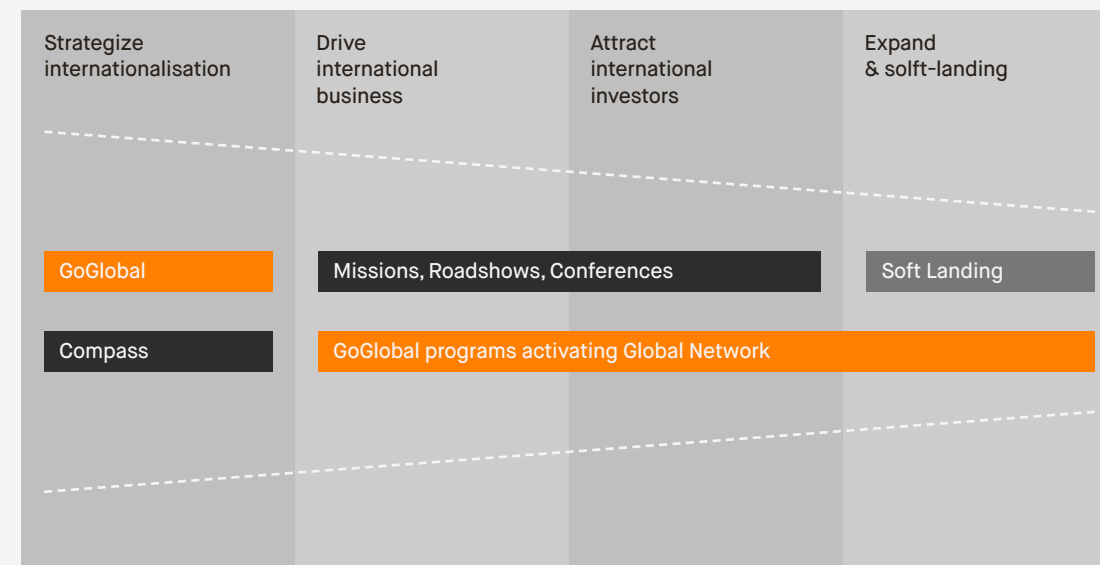 Strategize
internationalisation
Drive
international
business
Attract
international
investors
Expand
& solft-landing
GoGlobal
Missions, Roadshows, Conferences
Soft Landing
Compass
GoGlobal programs activating Global Network